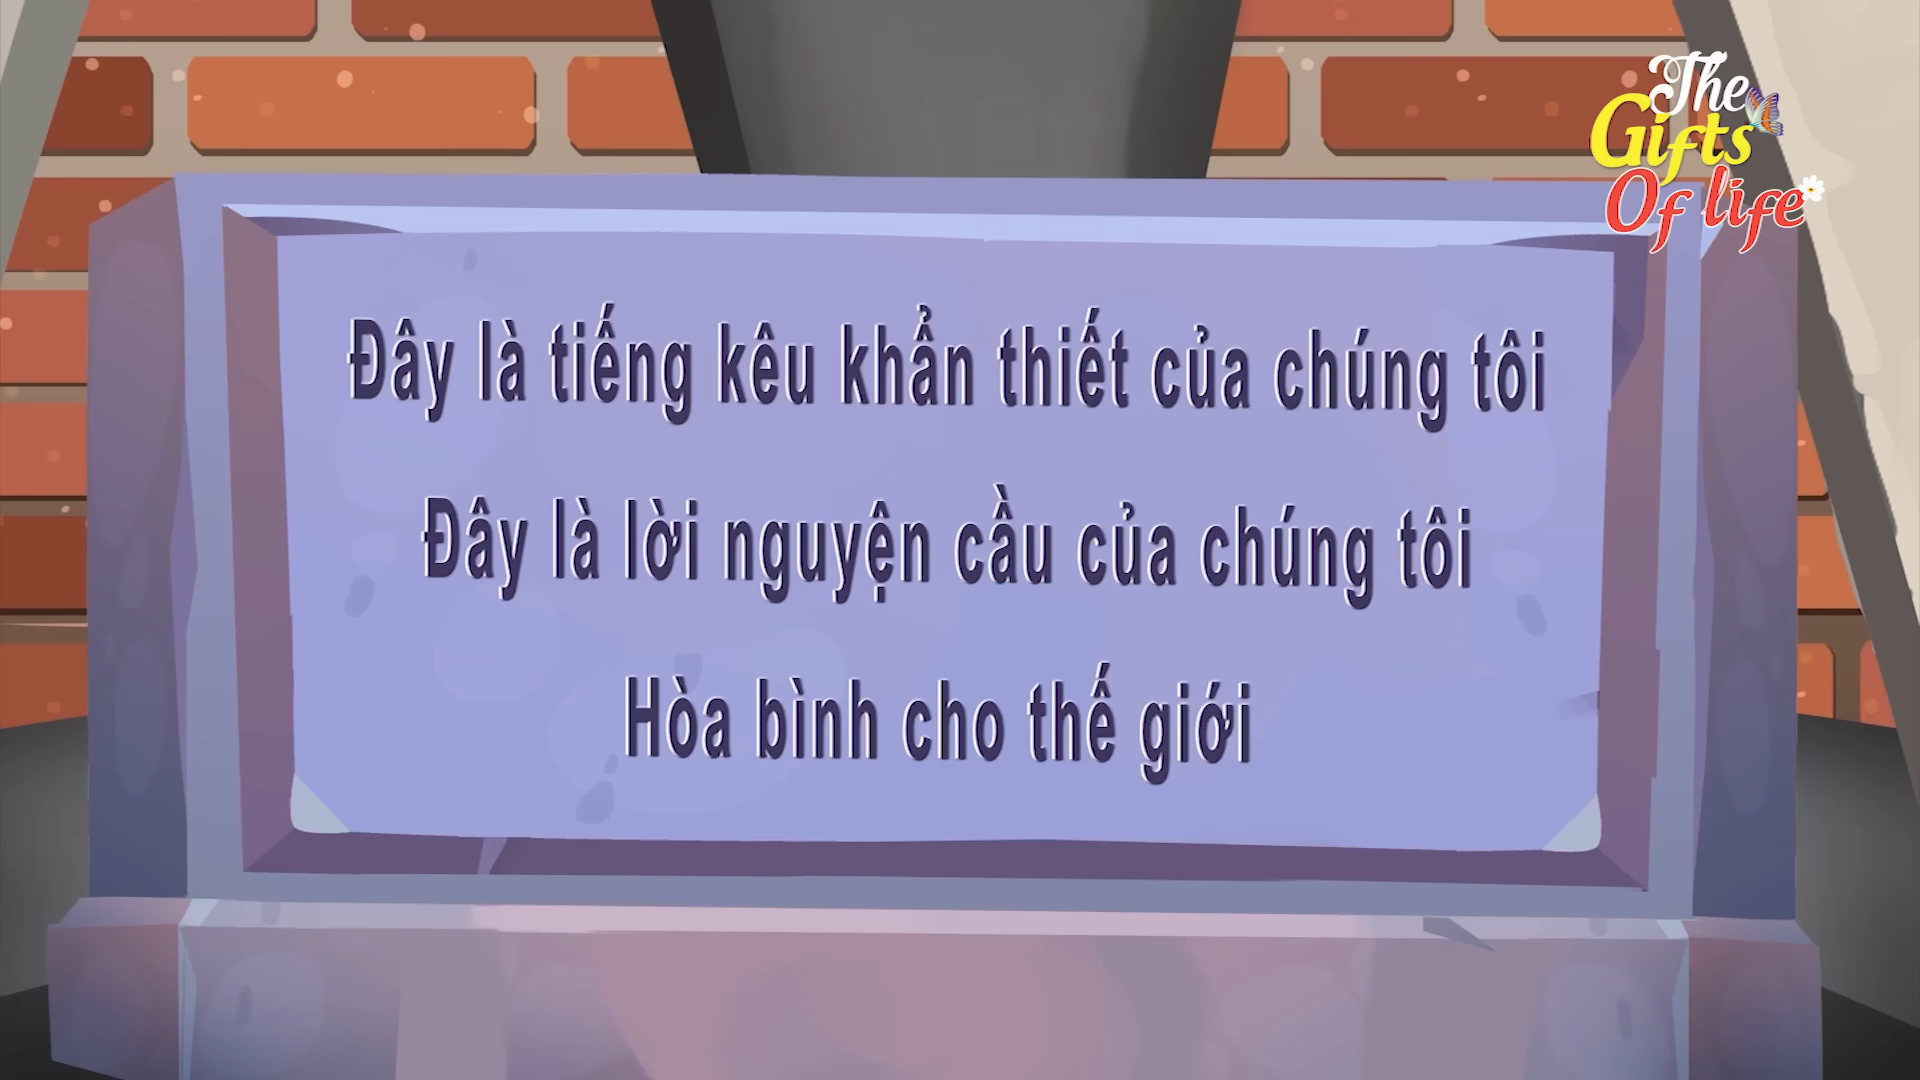 The
Gifts
Of life
Đây là tiếng kêu khẩn thiết của chúng tôi
Đây là lời nguyện cầu của chúng tôi
Hòa bình cho thế giới